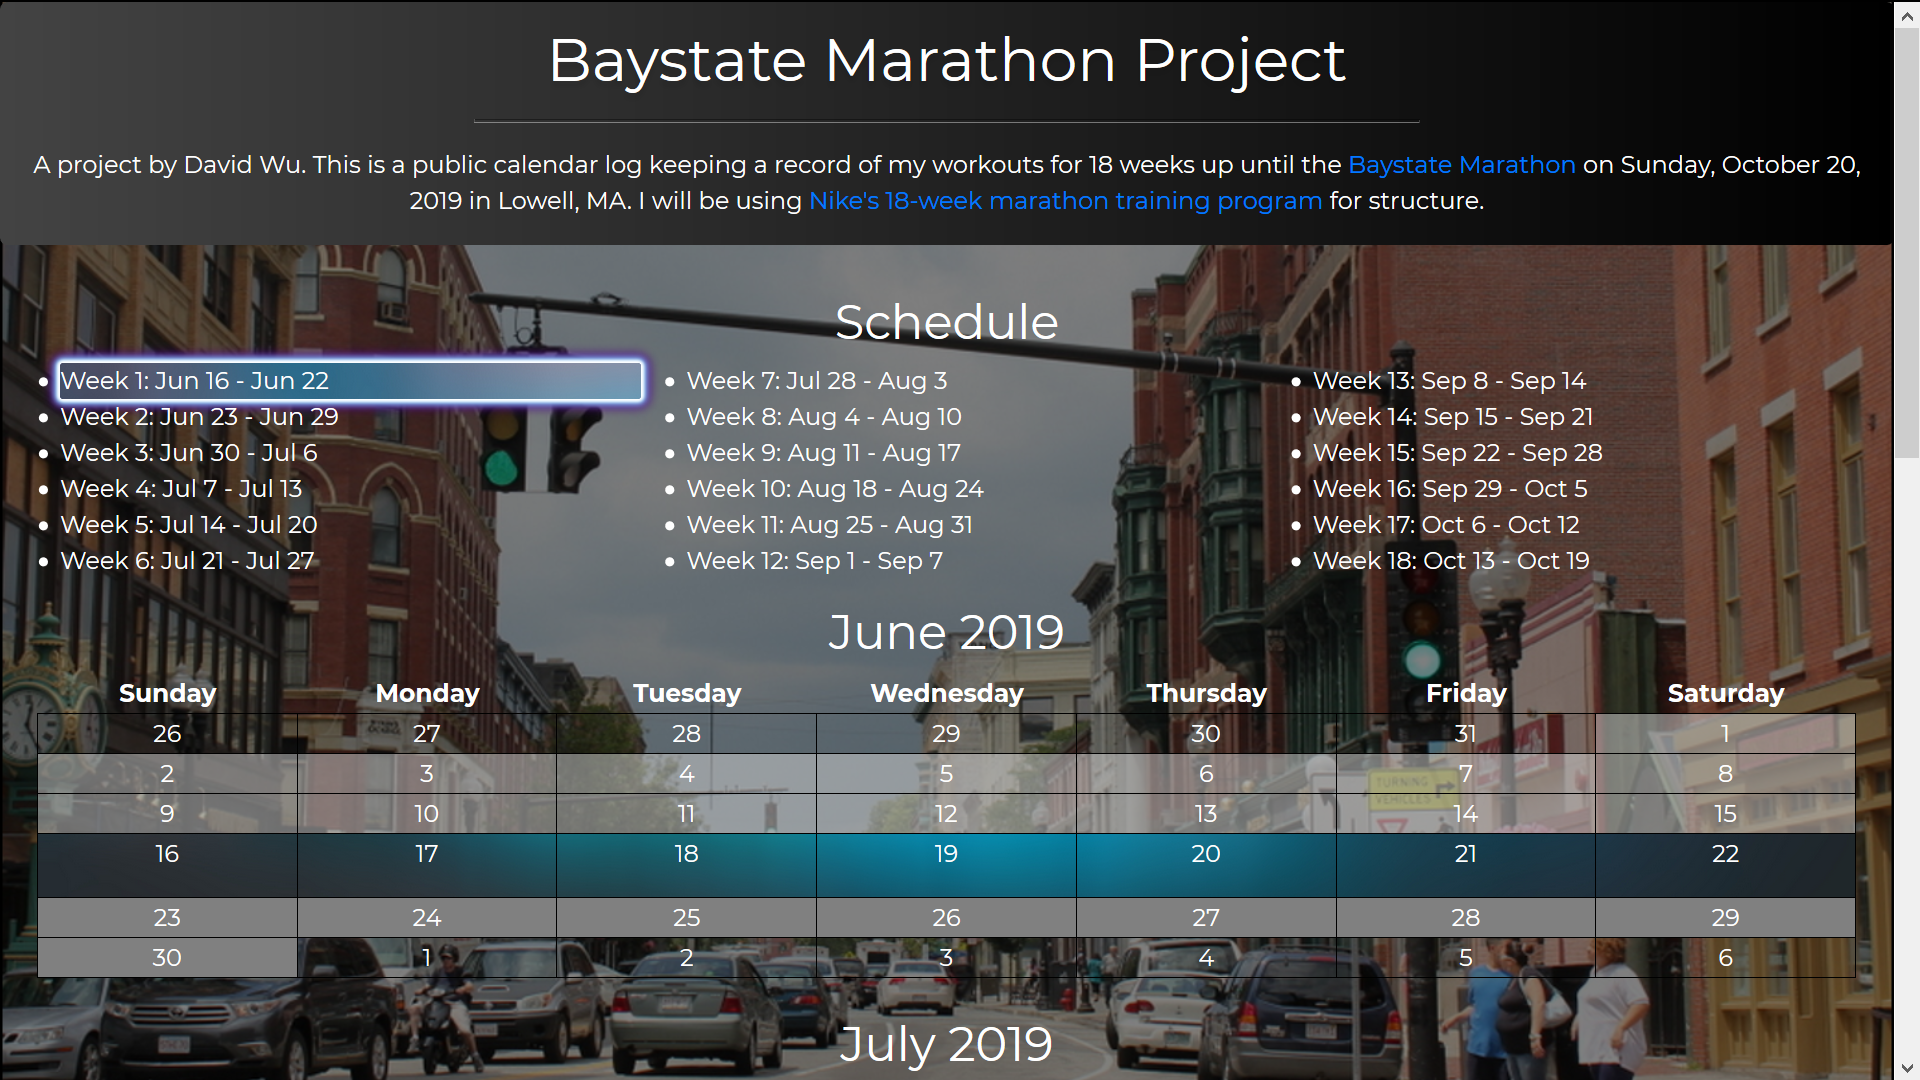 Baystate Marathon Project
A project by David Wu. This is a public calendar log keeping a record of my workouts for 18 weeks up until the Baystate Marathon on Sunday, October 20,
2019 in Lowell, MA. I will be using Nike's 18-week marathon training program for structure.
Schedule
Week 1: Jun 16 - Jun 22
Week 2: Jun 23 - Jun 29
Week 3: Jun 30 - Jul 6
Week 4: Jul 7 - Jul 13
Week 5: Jul 14 - Jul 20
Week 6: Jul 21 - Jul 27
Week 7: Jul 28 - Aug 3
Week 8: Aug 4 - Aug 10
Week 9: Aug 11 - Aug 17
Week 10: Aug 18 - Aug 24
Week 11: Aug 25 - Aug 31
Week 12: Sep 1 - Sep 7
Week 13: Sep 8 - Sep 14
Week 14: Sep 15 - Sep 21
Week 15: Sep 22 - Sep 28
Week 16: Sep 29 - Oct 5
Week 17: Oct 6 - Oct 12
Week 18: Oct 13 - Oct 19
June 2019
Sunday Monday Tuesday Wednesday Thursday Friday Saturday
26 27 28 29 30 31 1
2 3 4 5 6 7 8
9 10 11 12 13 14 15
16 17 18 19 20 21 22
23 24 25 26 27 28 29
30 1 2 3 4 5 6
TURNING
VEHICLES
July 2019